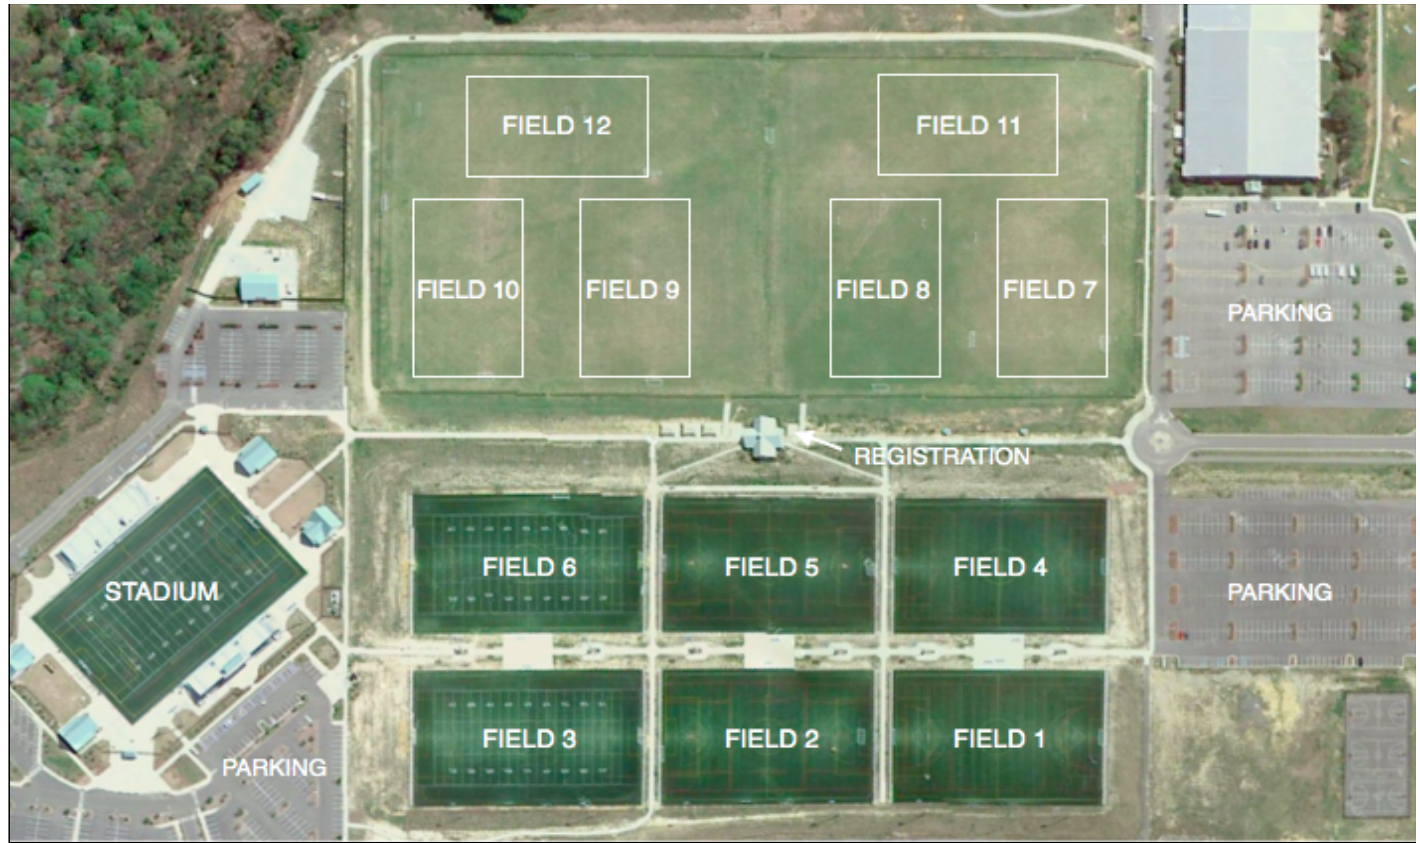 FIELD 12
FIELD 11
FIELD 10
FIELD 9
FIELD 8
FIELD 7
PARKING
REGISTRATION
FIELD 6
FIELD 5
FIELD 4
STADIUM
PARKING
FIELD 3
FIELD 2
FIELD 1
PARKING